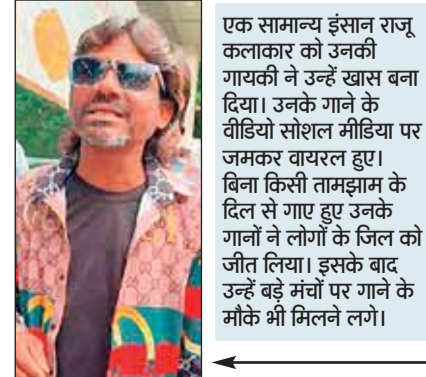 एक सामान्य इंसान राजू
कलाकार को उनकी
गायकी ने उन्हें खास बना
दिया। उनके गाने के
वीडियो सोशल मीडिया पर
जमकर वायरल हुए।
बिना किसी तामझाम के
दिल से गाए हुए उनके
गानों ने लोगों के जिल को
जीत लिया। इसके बाद
उन्हें बड़े मंचों पर गाने के
मौके भी मिलने लगे।